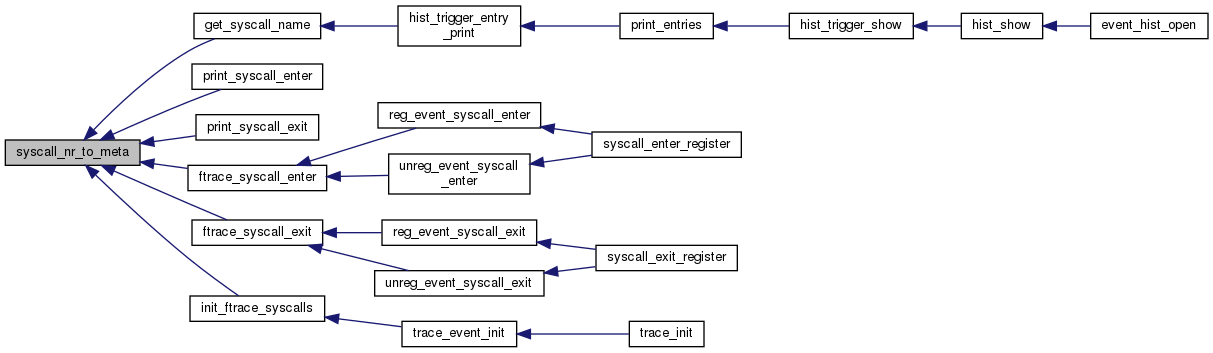 get_syscall_name
hist_trigger_entry
_print
print_entries
hist_trigger_show
hist_show
event_hist_open
print_syscall_enter
print_syscall_exit
syscall_nr_to_meta
reg_event_syscall_enter
syscall_enter_register
ftrace_syscall_enter
unreg_event_syscall
_enter
ftrace_syscall_exit
reg_event_syscall_exit
syscall_exit_register
unreg_event_syscall_exit
init_ftrace_syscalls
trace_event_init
trace_init